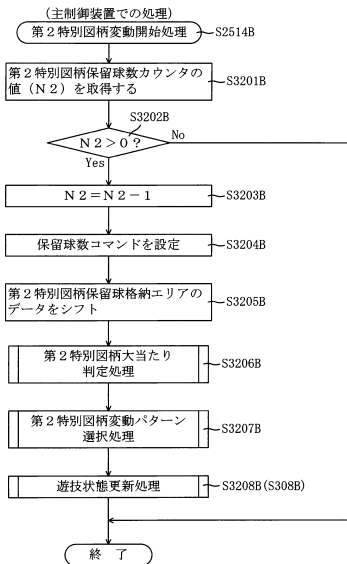 (主制御装置での処理)
第2特別図柄変動開始処理
S2514B
第2特別図柄保留球数カウンタの
値(N2)を取得する
S3201B
S3202B
N2>0?
No
Yes
N2=N2-1
S3203B
保留球数コマンドを設定
S3204B
第2特別図柄保留球格納エリアの
データをシフト
S3205B
第2特別図柄大当たり
判定処理
S3206B
第2特別図柄変動パターン
選択処理
S3207B
遊技状態更新処理
S3208B(S308B)
終 了